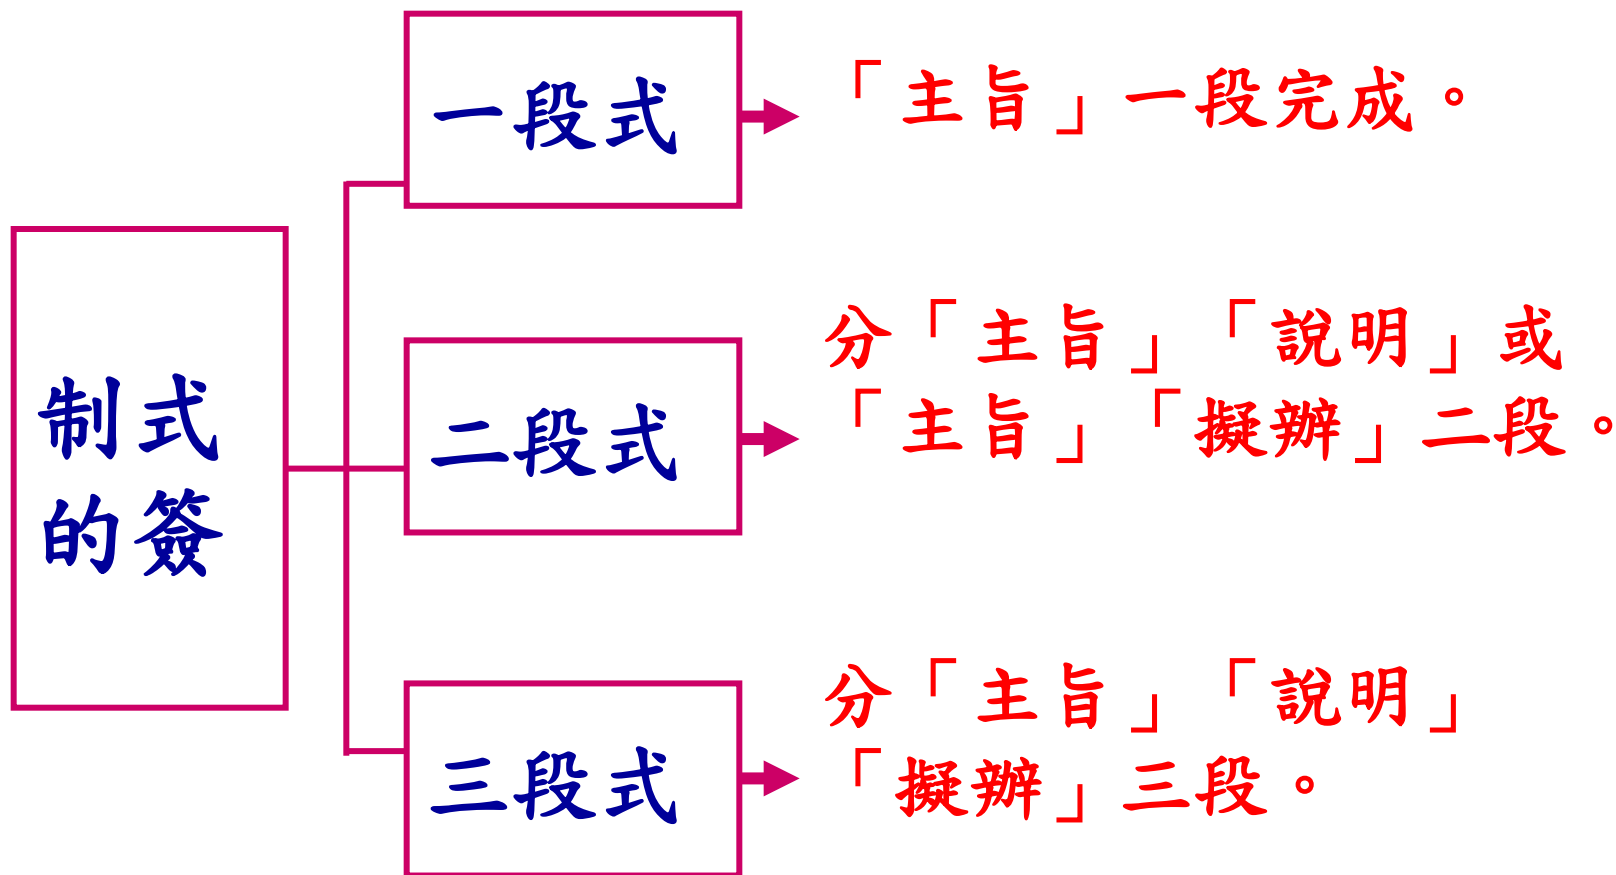 制式
的簽
一段式
「主旨」一段完成。
二段式
分「主旨」「說明」或
「主旨」「擬辦」二段。
三段式
分「主旨」「說明」
「擬辦」三段。